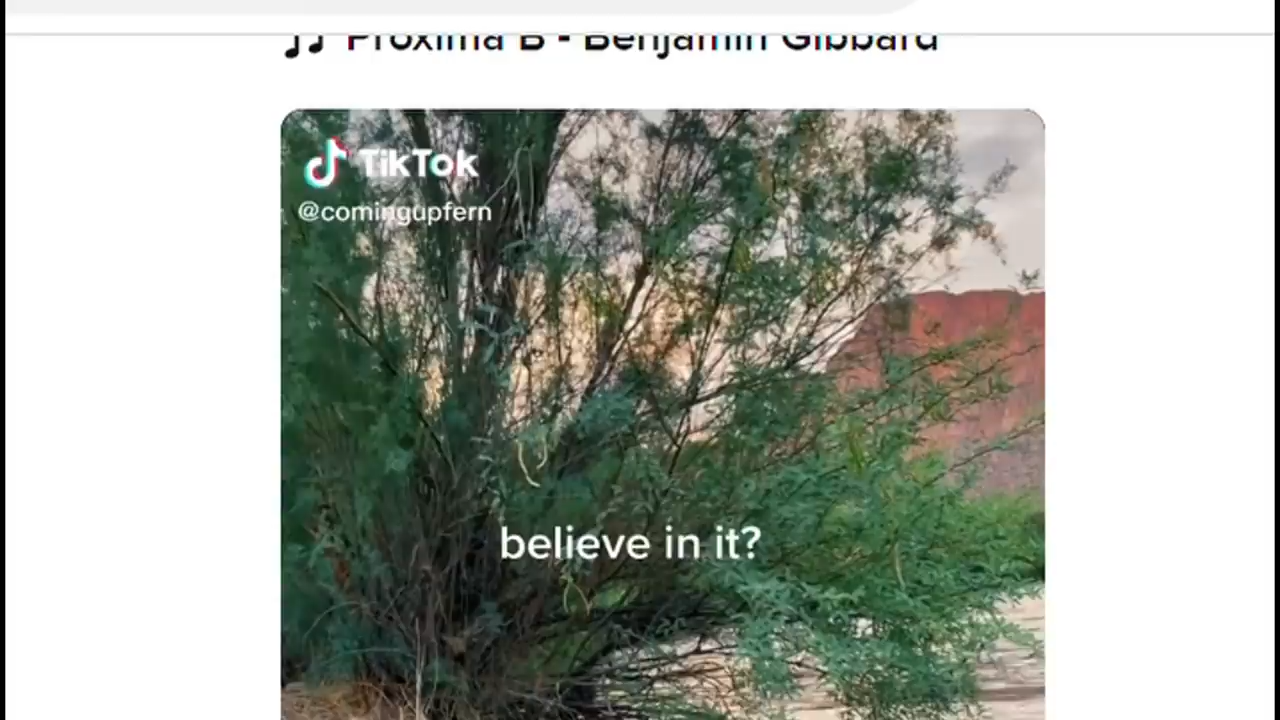 ♫ Proxima B - Benjamin Gibbard
TikTok
@comingupfern
believe in it?